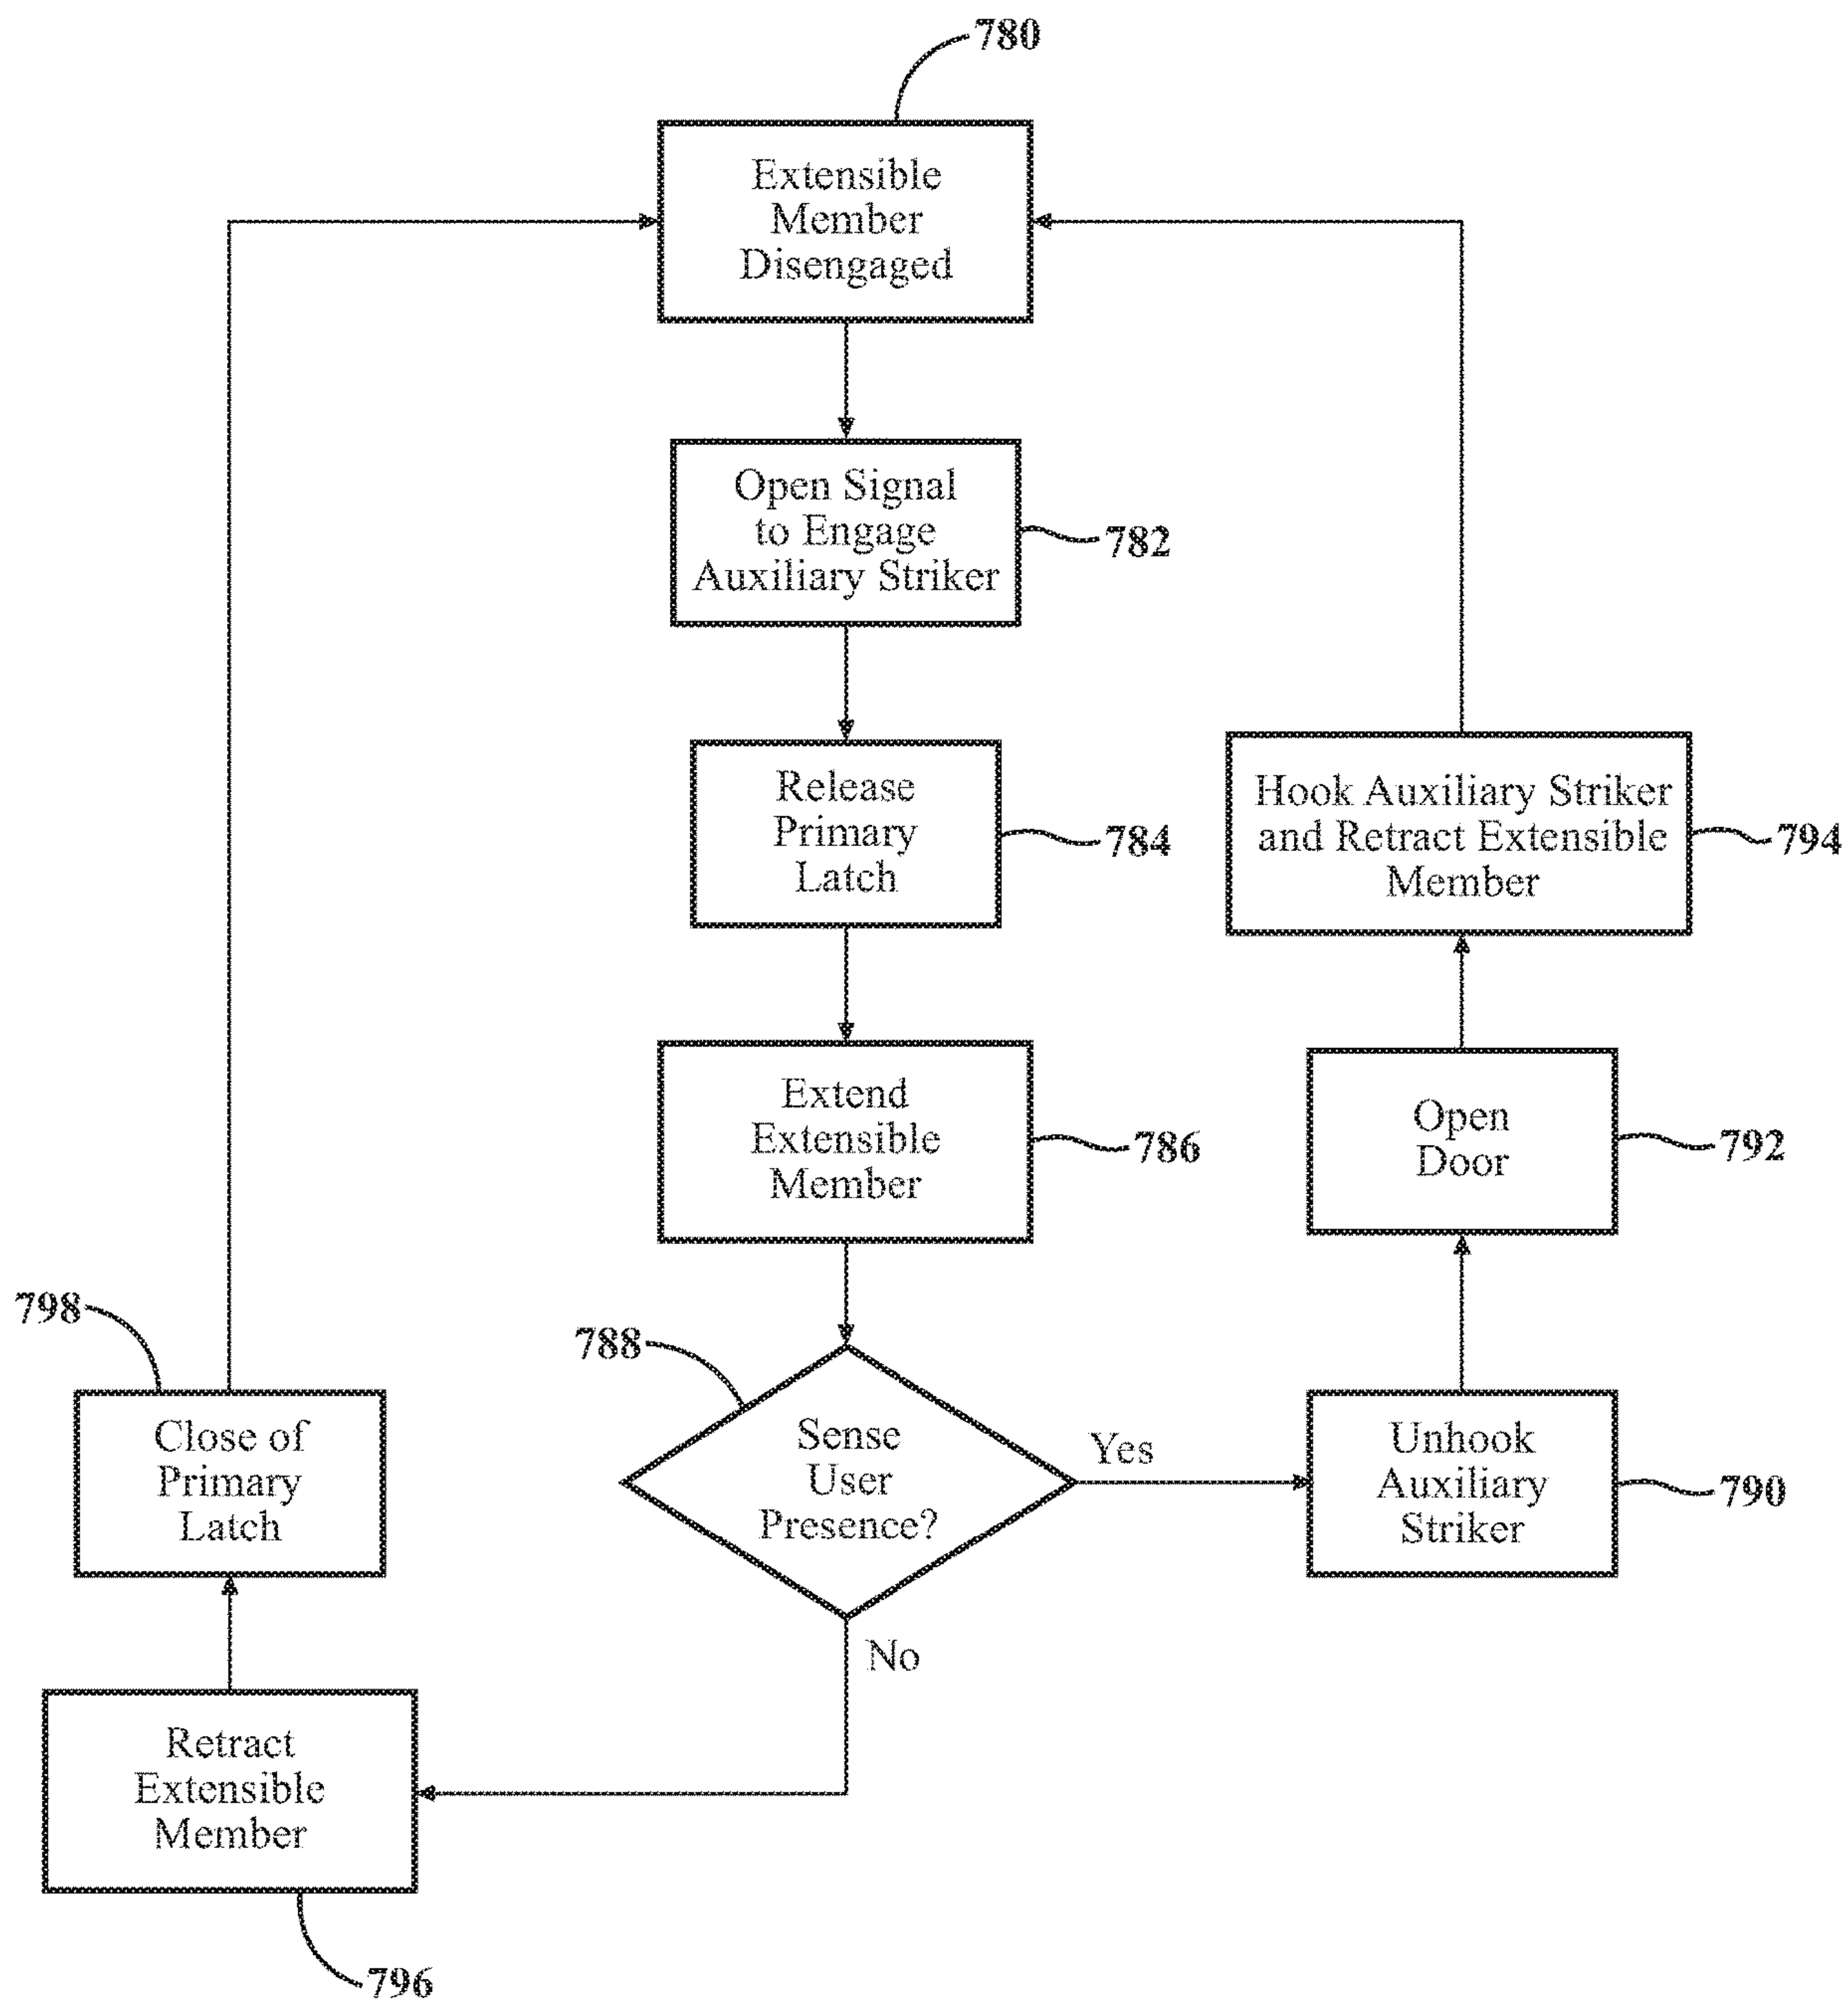 780
Extensible
Member
Disengaged
Open Signal
to Engage
Auxiliary Striker
782
Release
Primary
Latch
784
Hook Auxiliary Striker
and Retract Extensible
Member
794
Extend
Extensible
Member
786
Open
Door
792
798
788
Close of
Primary
Latch
Sense
User
Presence?
Yes
Unhook
Auxiliary
Striker
790
No
Retract
Extensible
Member
796